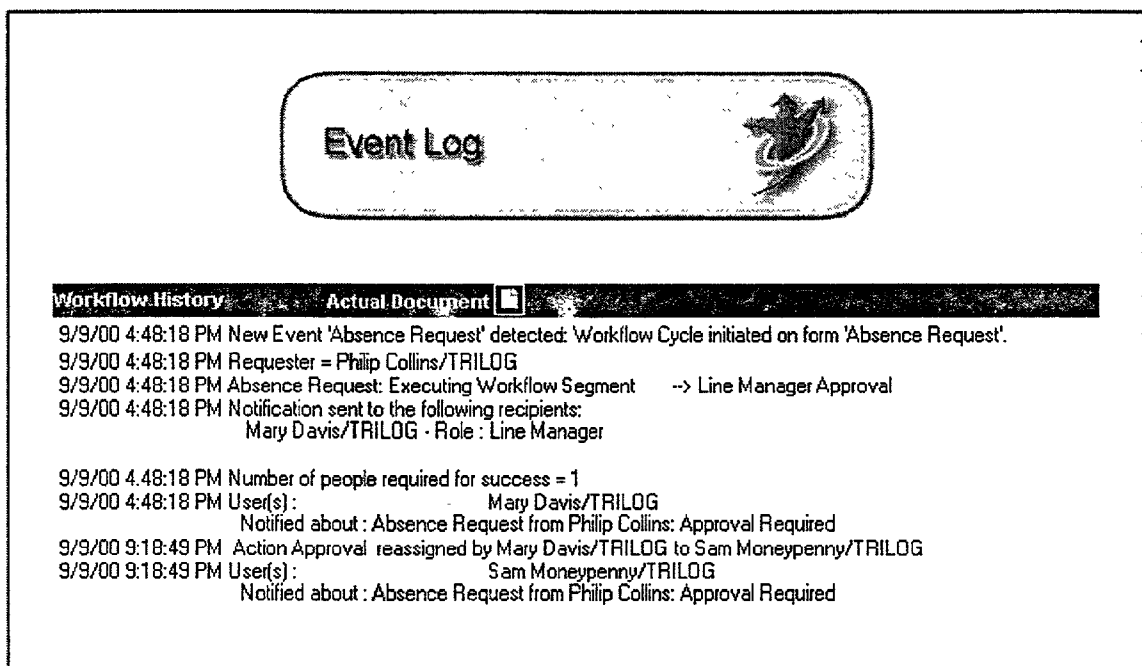 Event Log
Workflow History Actual Document
9/9/00 4:48:18 PM New Event 'Absence Request' detected: Workflow Cycle initiated on form 'Absence Request'.
9/9/00 4:48:18 PM Requester = Philip Collins/TRILOG
9/9/00 4:48:18 PM Absence Request: Executing Workflow Segment --> Line Manager Approval
9/9/00 4:48:18 PM Notification sent to the following recipients:
Mary Davis/TRILOG - Role : Line Manager
9/9/00 4.48:18 PM Number of people required for success = 1
9/9/00 4:48:18 PM User(s) : Mary Davis/TRILOG
Notified about : Absence Request from Philip Collins: Approval Required
9/9/00 9:18:49 PM Action Approval reassigned by Mary Davis/TRILOG to Sam Moneypenny/TRILOG
9/9/00 9:18:49 PM User(s) : Sam Moneypenny/TRILOG
Notified about : Absence Request from Philip Collins: Approval Required